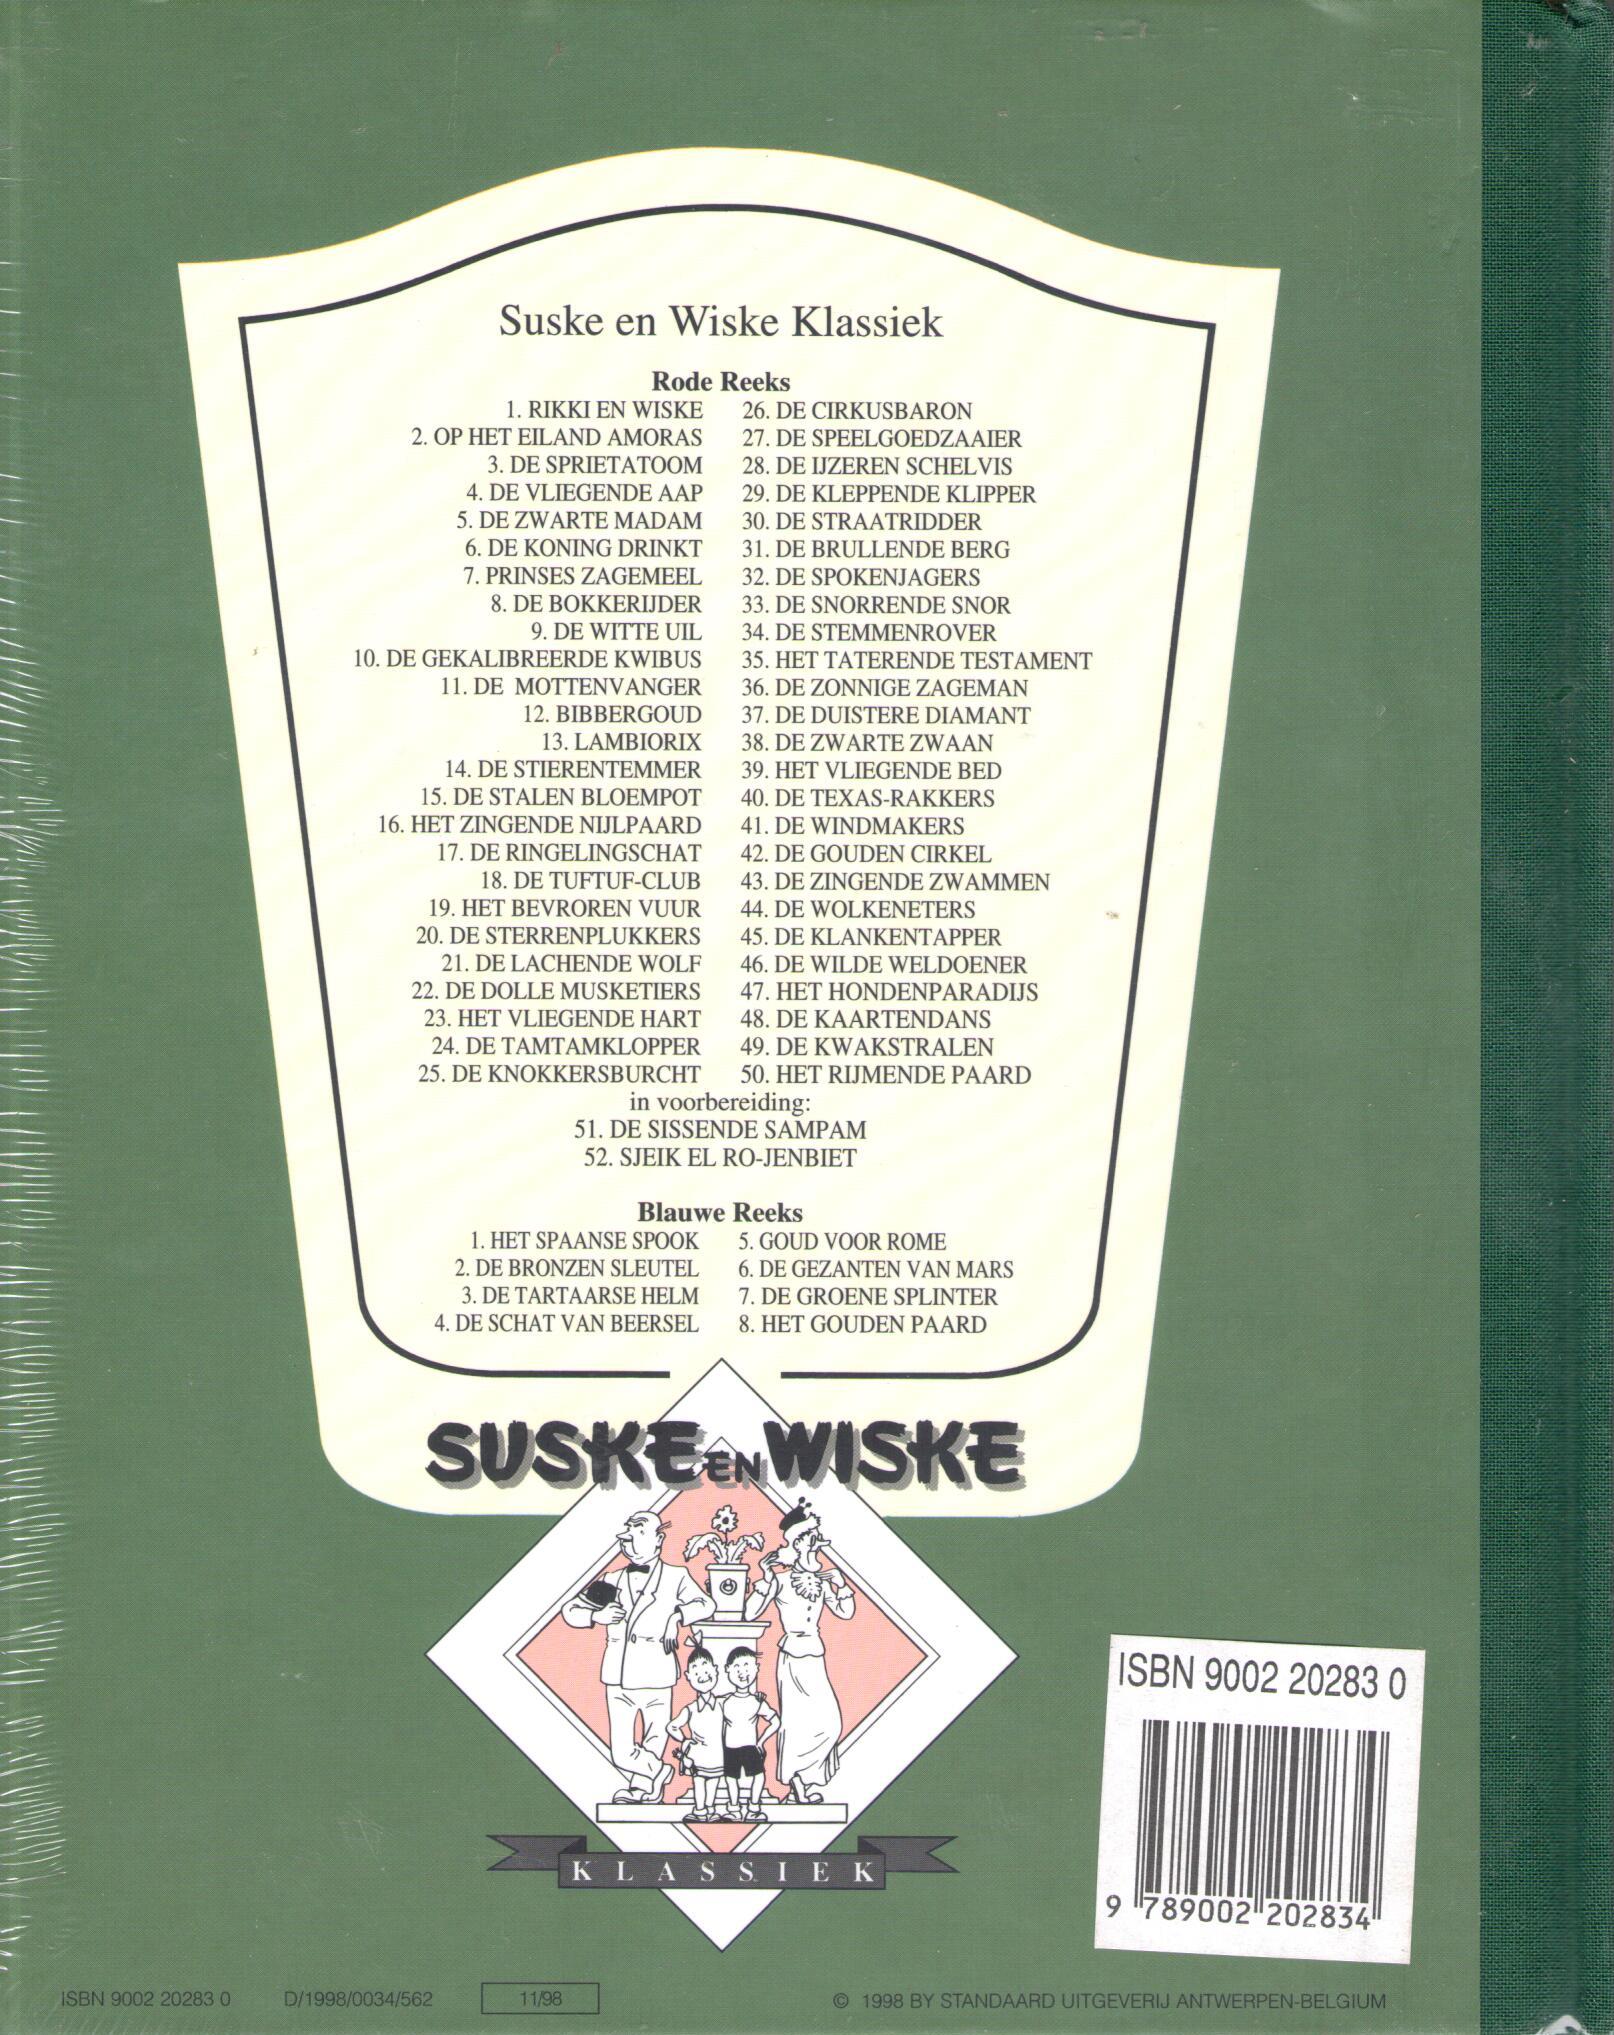 Suske en Wiske Klassiek
Rode Reeks
1. RIKKI EN WISKE
2. OP HET EILAND AMORAS
3. DE SPRIETATOOM
4. DE VLIEGENDE AAP
5. DE ZWARTE MADAM
6. DE KONING DRINKT
7. PRINSES ZAGEMEEL
8. DE BOKKERIJDER
9. DE WITTE UIL
10. DE GEKALIBREERDE KWIBUS
11. DE MOTTENVANGER
12. BIBBERGOUD
13. LAMBIORIX
14. DE STIERENTEMMER
15. DE STALEN BLOEMPOT
16. HET ZINGENDE NIJLPAARD
17. DE RINGELINGSCHAT
18. DE TUFTUF-CLUB
19. HET BEVROREN VUUR
20. DE STERRENPLUKKERS
21. DE LACHENDE WOLF
22. DE DOLLE MUSKETIERS
23. HET VLIEGENDE HART
24. DE TAMTAMKLOPPER
25. DE KNOKKERSBURCHT
26. DE CIRKUSBARON
27. DE SPEELGOEDZAAIER
28. DE IJZEREN SCHELVIS
29. DE KLEPPENDE KLIPPER
30. DE STRAATRIDDER
31. DE BRULLENDE BERG
32. DE SPOKENJAGERS
33. DE SNORRENDE SNOR
34. DE STEMMENROVER
35. HET TATERENDE TESTAMENT
36. DE ZONNIGE ZAGEMAN
37. DE DUISTERE DIAMANT
38. DE ZWARTE ZWAAN
39. HET VLIEGENDE BED
40. DE TEXAS-RAKKERS
41. DE WINDMAKERS
42. DE GOUDEN CIRKEL
43. DE ZINGENDE ZWAMMEN
44. DE WOLKENETERS
45. DE KLANKENTAPPER
46. DE WILDE WELDOENER
47. HET HONDENPARADIJS
48. DE KAARTENDANS
49. DE KWAKSTRALEN
50. HET RIJMENDE PAARD
in voorbereiding:
51. DE SISSENDE SAMPAM
52. SJEIK EL RO-JENBIET
Blauwe Reeks
1. HET SPAANSE SPOOK
2. DE BRONZEN SLEUTEL
3. DE TARTAARSE HELM
4. DE SCHAT VAN BEERSEL
5. GOUD VOOR ROME
6. DE GEZANTEN VAN MARS
7. DE GROENE SPLINTER
8. HET GOUDEN PAARD
SUSKE EN WISKE
KLASSIEK
ISBN 9002 20283 0
9 789002 202834
ISBN 9002 20283 0 D/1998/0034/562 11/98 © 1998 BY STANDAARD UITGEVERIJ ANTWERPEN-BELGIUM